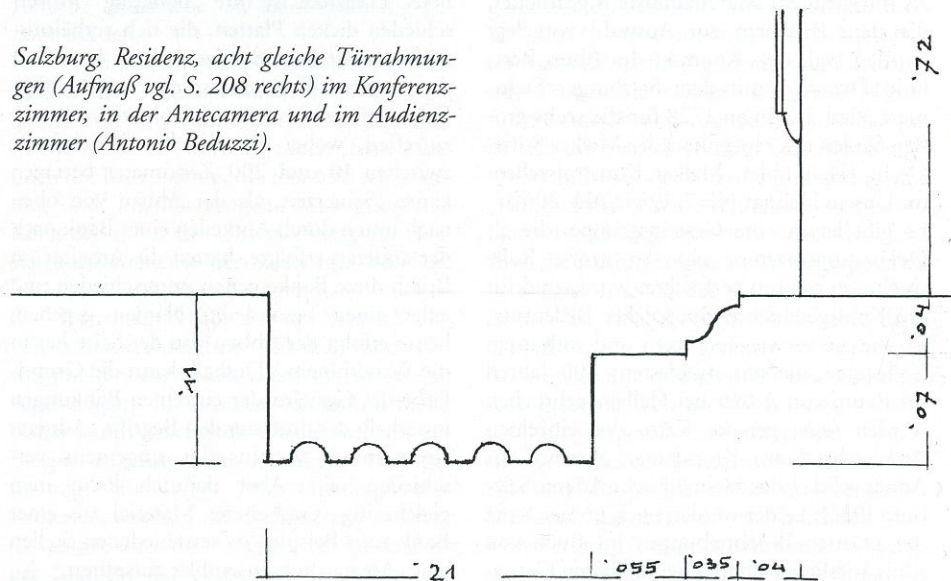 Salzburg, Residenz, acht gleiche Türrahmun-
gen (Aufmaß vgl. S. 208 rechts) im Konferenz-
zimmer, in der Antecamera und im Audienz-
zimmer (Antonio Beduzzi).
·72
·11
·04
·07
·21
055
035
·04